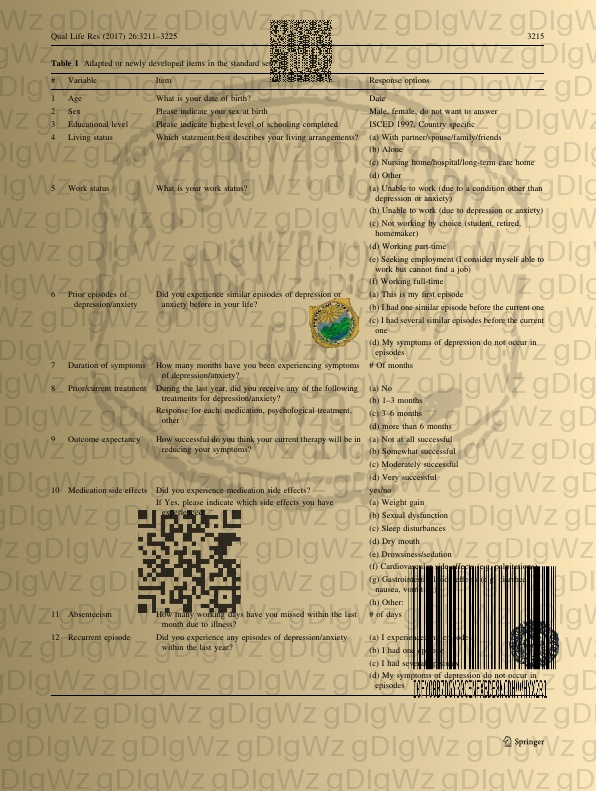 Qual Life Res (2017) 26:3211–3225 3215
Table 1 Adapted or newly developed items in the standard
# Variable Item Response options
1 Age What is your date of birth? Date
2 Sex Please indicate your sex at birth Male, female, do not want to answer
3 Educational level Please indicate highest level of schooling completed ISCED 1997, Country specific
4 Living status Which statement best describes your living arrangements? (a) With partner/spouse/family/friends
(b) Alone
(c) Nursing home/hospital/long-term care home
(d) Other
5 Work status What is your work status? (a) Unable to work (due to a condition other than
depression or anxiety)
(b) Unable to work (due to depression or anxiety)
(c) Not working by choice (student, retired,
homemaker)
(d) Working part-time
(e) Seeking employment (I consider myself able to
work but cannot find a job)
(f) Working full-time
6 Prior episodes of Did you experience similar episodes of depression or (a) This is my first episode
depression/anxiety anxiety before in your life? (b) I had one similar episode before the current one
(c) I had several similar episodes before the current
one
(d) My symptoms of depression do not occur in
episodes
7 Duration of symptoms How many months have you been experiencing symptoms # Of months
of depression/anxiety?
8 Prior/current treatment During the last year, did you receive any of the following (a) No
treatments for depression/anxiety? (b) 1–3 months
Response for each: medication, psychological treatment, (c) 3–6 months
other (d) more than 6 months
9 Outcome expectancy How successful do you think your current therapy will be in (a) Not at all successful
reducing your symptoms? (b) Somewhat successful
(c) Moderately successful
(d) Very successful
10 Medication side effects Did you experience medication side effects? yes/no
If Yes, please indicate which side effects you have (a) Weight gain
(b) Sexual dysfunction
(c) Sleep disturbances
(d) Dry mouth
(e) Drowsiness/sedation
(f) side effects (e.g.
(g)
nausea,
(h) Other:
11 Absenteeism How many working days have you missed within the last # of days
month due to illness?
12 Recurrent episode Did you experience any episodes of depression/anxiety (a) I
within the last year? (b) I had
(c) I had
(d) My symptoms of depression do not occur in
episodes
Springer
gDIgWz